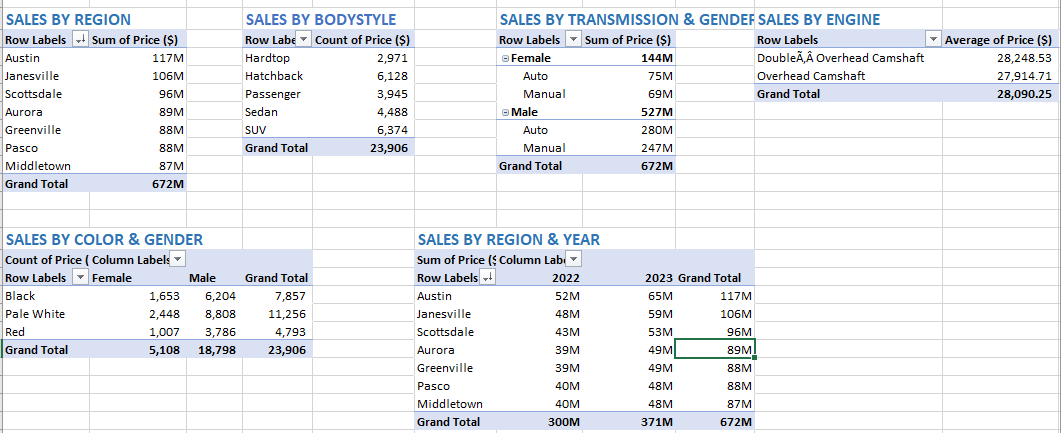 SALES BY REGION
Row Labels Sum of Price ($)
Austin 117M
Janesville 106M
Scottsdale 96M
Aurora 89M
Greenville 88M
Pasco 88M
Middletown 87M
Grand Total 672M
SALES BY BODYSTYLE
Row Labe Count of Price ($)
Hardtop 2,971
Hatchback 6,128
Passenger 3,945
Sedan 4,488
SUV 6,374
Grand Total 23,906
SALES BY TRANSMISSION & GENDER
Row Labels Sum of Price ($)
Female 144M
Auto 75M
Manual 69M
Male 527M
Auto 280M
Manual 247M
Grand Total 672M
SALES BY ENGINE
Row Labels Average of Price ($)
DoubleÃ‚Â Overhead Camshaft 28,248.53
Overhead Camshaft 27,914.71
Grand Total 28,090.25
SALES BY COLOR & GENDER
Count of Price ( Column Labels
Row Labels Female Male Grand Total
Black 1,653 6,204 7,857
Pale White 2,448 8,808 11,256
Red 1,007 3,786 4,793
Grand Total 5,108 18,798 23,906
SALES BY REGION & YEAR
Sum of Price ($ Column Labe
Row Labels 2022 2023 Grand Total
Austin 52M 65M 117M
Janesville 48M 59M 106M
Scottsdale 43M 53M 96M
Aurora 39M 49M 89M
Greenville 39M 49M 88M
Pasco 40M 48M 88M
Middletown 40M 48M 87M
Grand Total 300M 371M 672M